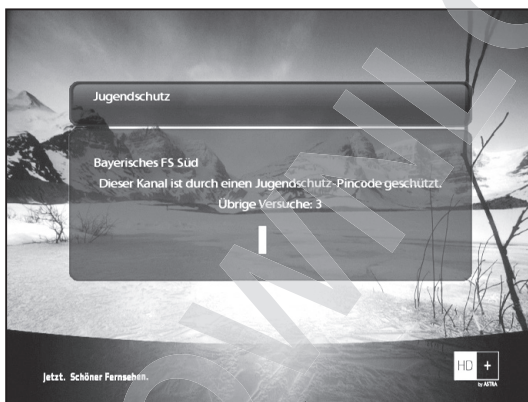 Jugendschutz
Bayerisches FS Süd
Dieser Kanal ist durch einen Jugendschutz-Pincode geschützt.
Übrige Versuche: 3
Jetzt. Schöner Fernsehen.
HD +
by ASTRA